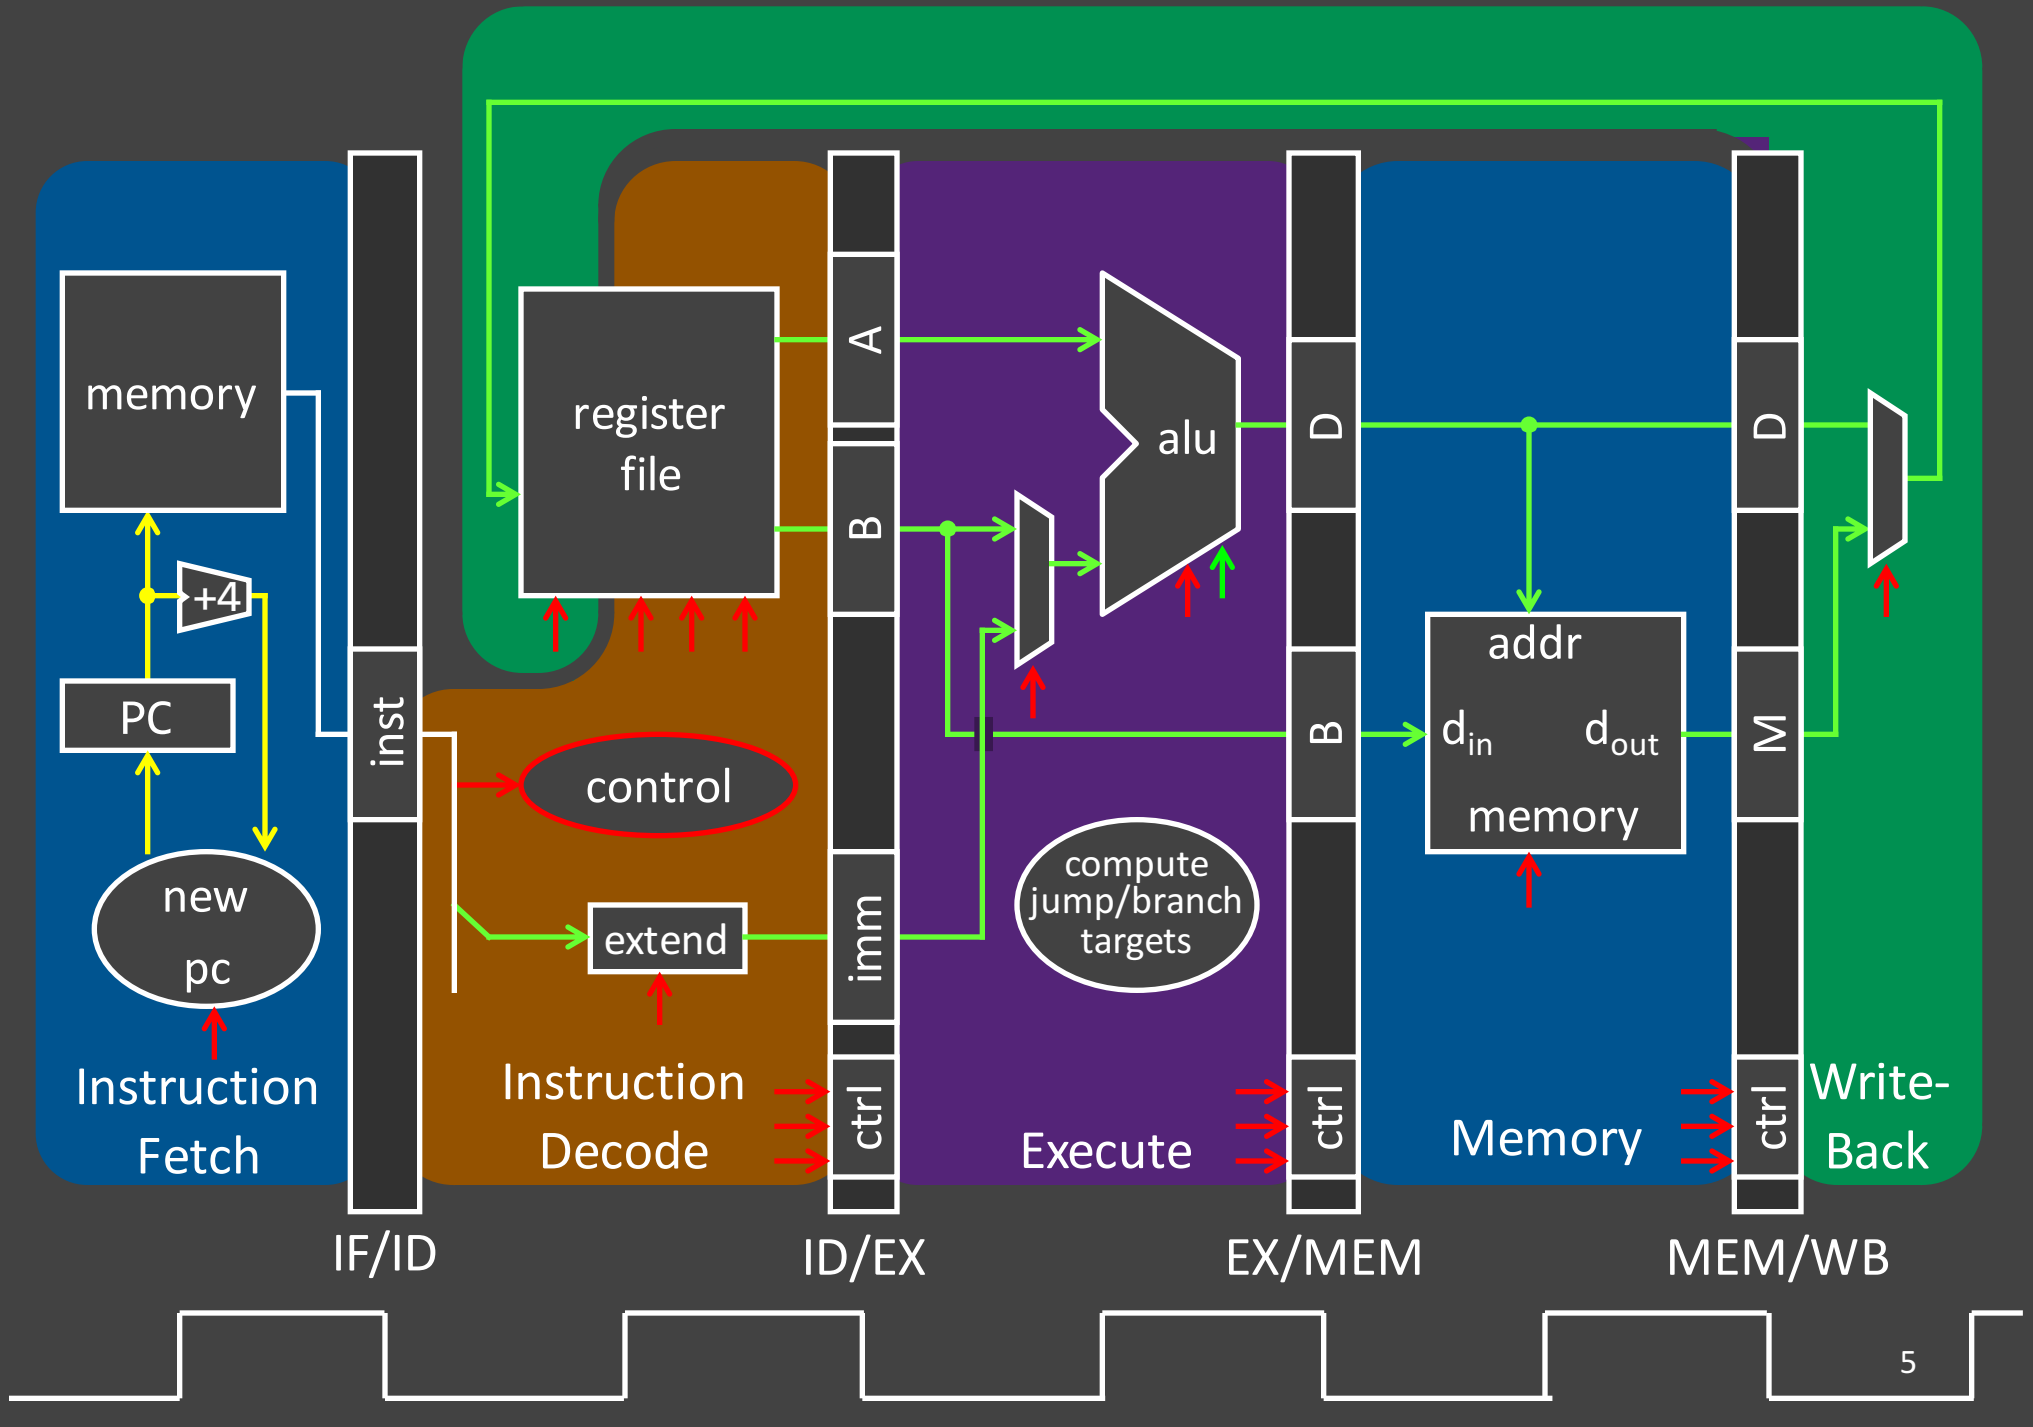 memory
+4
PC
new
pc
Instruction
Fetch
inst
IF/ID
register
file
control
extend
Instruction
Decode
A
B
imm
ctrl
ID/EX
alu
compute
jump/branch
targets
Execute
D
B
ctrl
EX/MEM
addr
din
dout
memory
Memory
D
M
ctrl
MEM/WB
Write-
Back
5